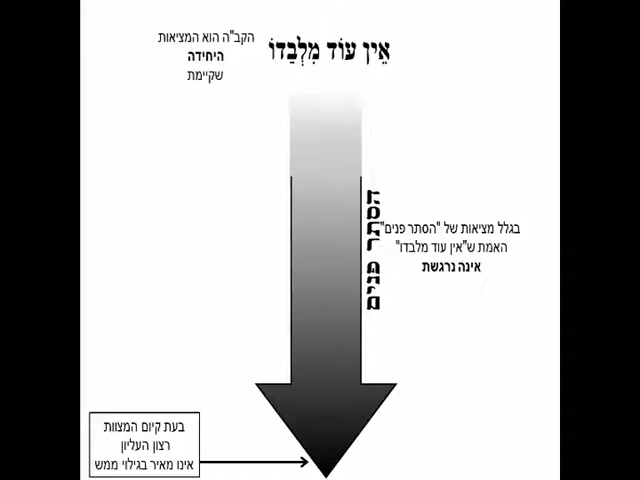 אֵין עוֹד מִלְבַדוֹ
הקב"ה הוא המציאות
היחידה
שקיימת
הסתר פנים
בגלל מציאות של "הסתר פנים"
האמת ש"אין עוד מלבדו"
אינה נרגשת
בעת קיום המצוות
רצון העליון
אינו מאיר בגילוי ממש